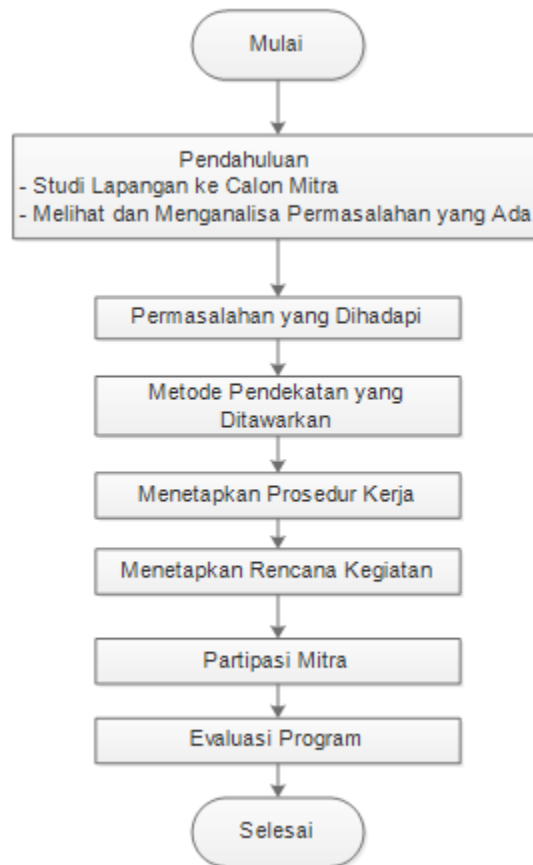 Mulai
Pendahuluan
- Studi Lapangan ke Calon Mitra
- Melihat dan Menganalisa Permasalahan yang Ada
Permasalahan yang Dihadapi
Metode Pendekatan yang
Ditawarkan
Menetapkan Prosedur Kerja
Menetapkan Rencana Kegiatan
Partipasi Mitra
Evaluasi Program
Selesai